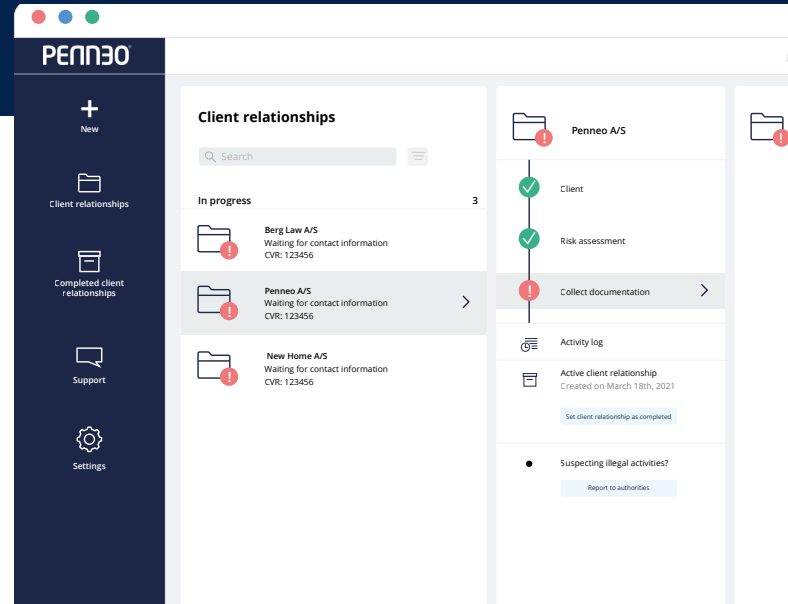 PENNEO
New
Client relationships
Completed client
relationships
Support
Settings
Client relationships
Search
In progress 3
Berg Law A/S
Waiting for contact information
CVR: 123456
Penneo A/S
Waiting for contact information
CVR: 123456
New Home A/S
Waiting for contact information
CVR: 123456
Penneo A/S
Client
Risk assessment
Collect documentation
Activity log
Active client relationship
Created on March 18th, 2021
Set client relationship as completed
Suspecting illegal activities?
Report to authorities